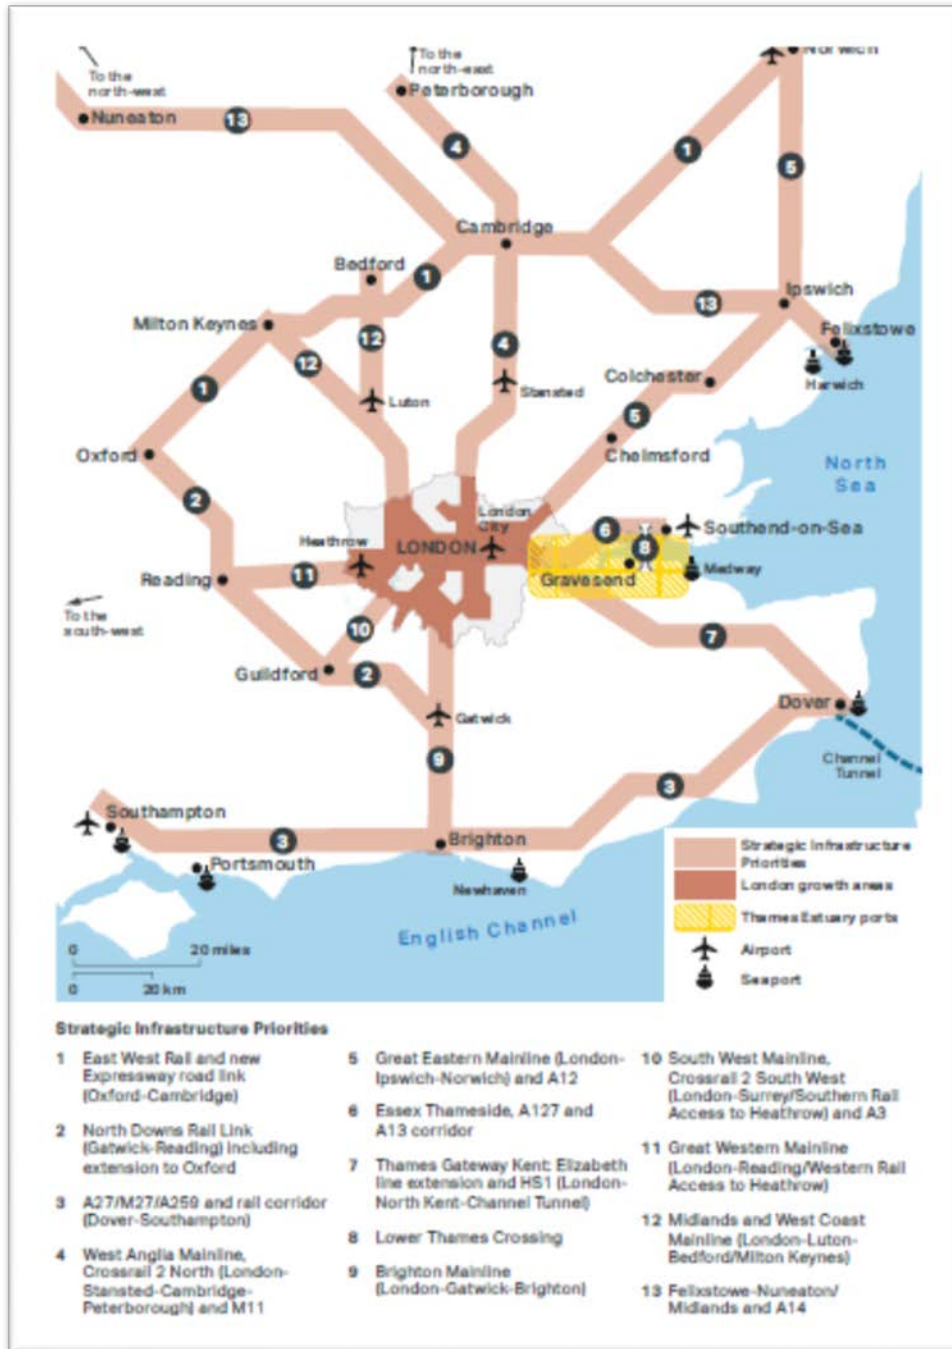 To the
north-west
To the
north-east
Norwich
Peterborough
Nuneaton
13
4
1
5
Cambridge
Bedford
1
Ipswich
13
Milton Keynes
12
4
Felixstowe
12
Harwich
1
Luton
Stansted
Colchester
5
Oxford
Chelmsford
North
Sea
2
London
City
6
Southend-on-Sea
Heathrow
LONDON
8
Medway
Reading
11
Gravesend
To the
south-west
10
7
Guildford
2
Dover
Gatwick
9
Channel
Tunnel
3
Southampton
3
Brighton
Portsmouth
Newhaven
English Channel
0 20 miles
0 20 km
Strategic Infrastructure
Priorities
London growth areas
Thames Estuary ports
Airport
Seaport
Strategic Infrastructure Priorities
1 East West Rail and new
Expressway road link
(Oxford-Cambridge)
2 North Downs Rail Link
(Gatwick-Reading) including
extension to Oxford
3 A27/M27/A259 and rail corridor
(Dover-Southampton)
4 West Anglia Mainline,
Crossrail 2 North (London-
Stansted-Cambridge-
Peterborough) and M11
5 Great Eastern Mainline (London-
Ipswich-Norwich) and A12
6 Essex Thameside, A127 and
A13 corridor
7 Thames Gateway Kent: Elizabeth
line extension and HS1 (London-
North Kent-Channel Tunnel)
8 Lower Thames Crossing
9 Brighton Mainline
(London-Gatwick-Brighton)
10 South West Mainline,
Crossrail 2 South West
(London-Surrey/Southern Rail
Access to Heathrow) and A3
11 Great Western Mainline
(London-Reading/Western Rail
Access to Heathrow)
12 Midlands and West Coast
Mainline (London-Luton-
Bedford/Milton Keynes)
13 Felixstowe-Nuneaton/
Midlands and A14